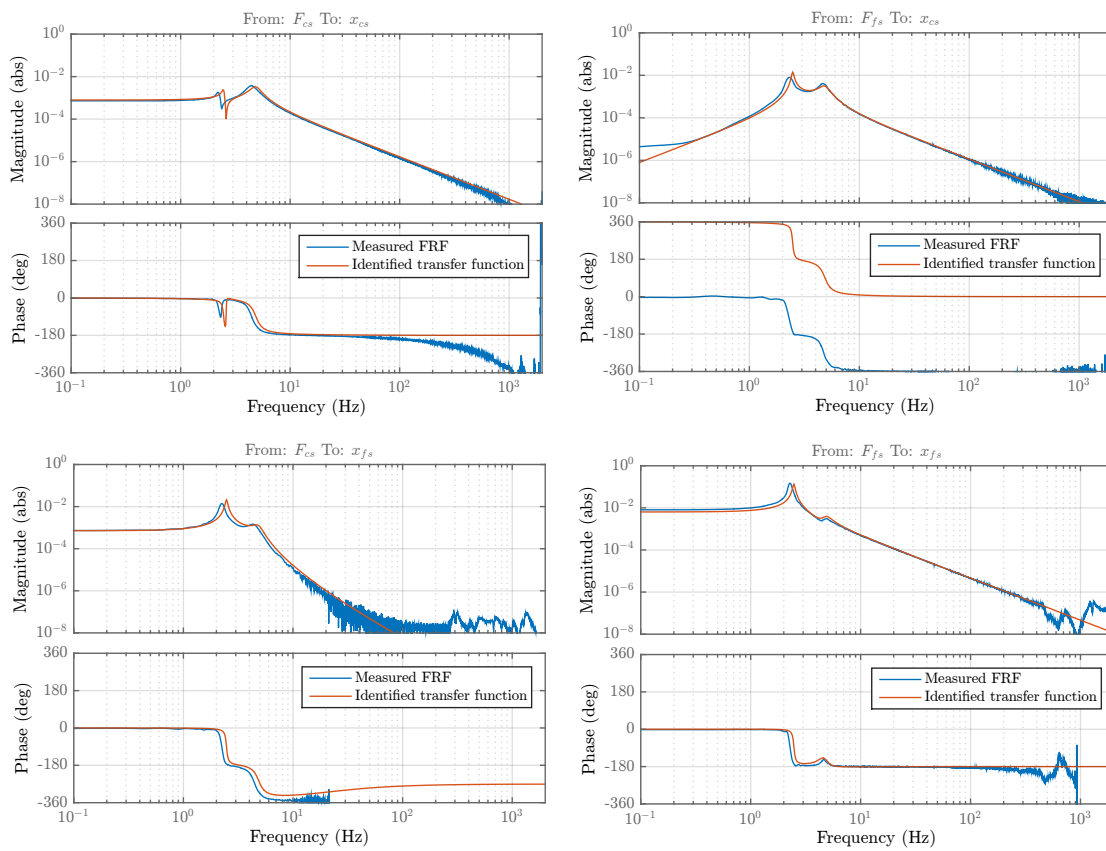 From: F_cs To: x_cs
Magnitude (abs)
10^0
10^-2
10^-4
10^-6
10^-8
Phase (deg)
360
180
0
-180
-360
Measured FRF
Identified transfer function
10^-1 10^0 10^1 10^2 10^3
Frequency (Hz)
From: F_fs To: x_cs
Magnitude (abs)
10^0
10^-2
10^-4
10^-6
10^-8
Phase (deg)
360
180
0
-180
-360
Measured FRF
Identified transfer function
10^-1 10^0 10^1 10^2 10^3
Frequency (Hz)
From: F_cs To: x_fs
Magnitude (abs)
10^0
10^-2
10^-4
10^-6
10^-8
Phase (deg)
360
180
0
-180
-360
Measured FRF
Identified transfer function
10^-1 10^0 10^1 10^2 10^3
Frequency (Hz)
From: F_fs To: x_fs
Magnitude (abs)
10^0
10^-2
10^-4
10^-6
10^-8
Phase (deg)
360
180
0
-180
-360
Measured FRF
Identified transfer function
10^-1 10^0 10^1 10^2 10^3
Frequency (Hz)